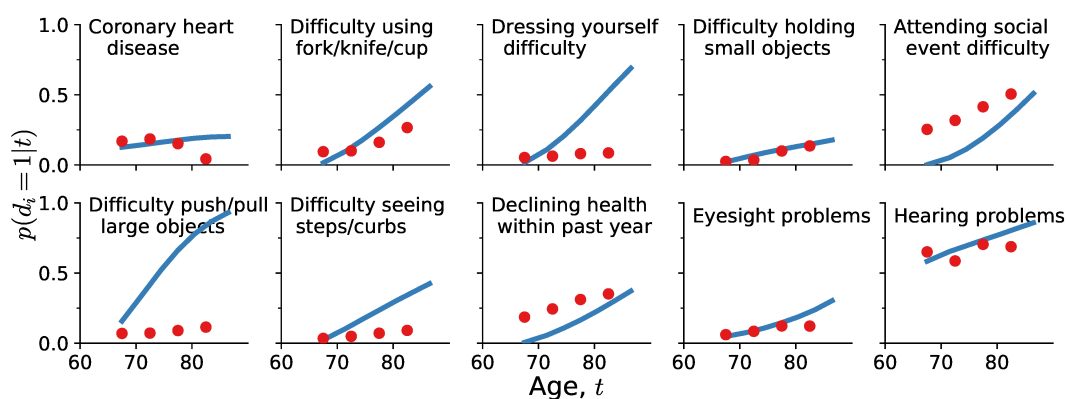 1.0
0.5
0.0
Coronary heart
disease
Difficulty using
fork/knife/cup
Dressing yourself
difficulty
Difficulty holding
small objects
Attending social
event difficulty
p(d_i = 1|t)
1.0
0.5
0.0
Difficulty push/pull
large objects
Difficulty seeing
steps/curbs
Declining health
within past year
Eyesight problems
Hearing problems
60 70 80
60 70 80
60 70 80
60 70 80
60 70 80
Age, t